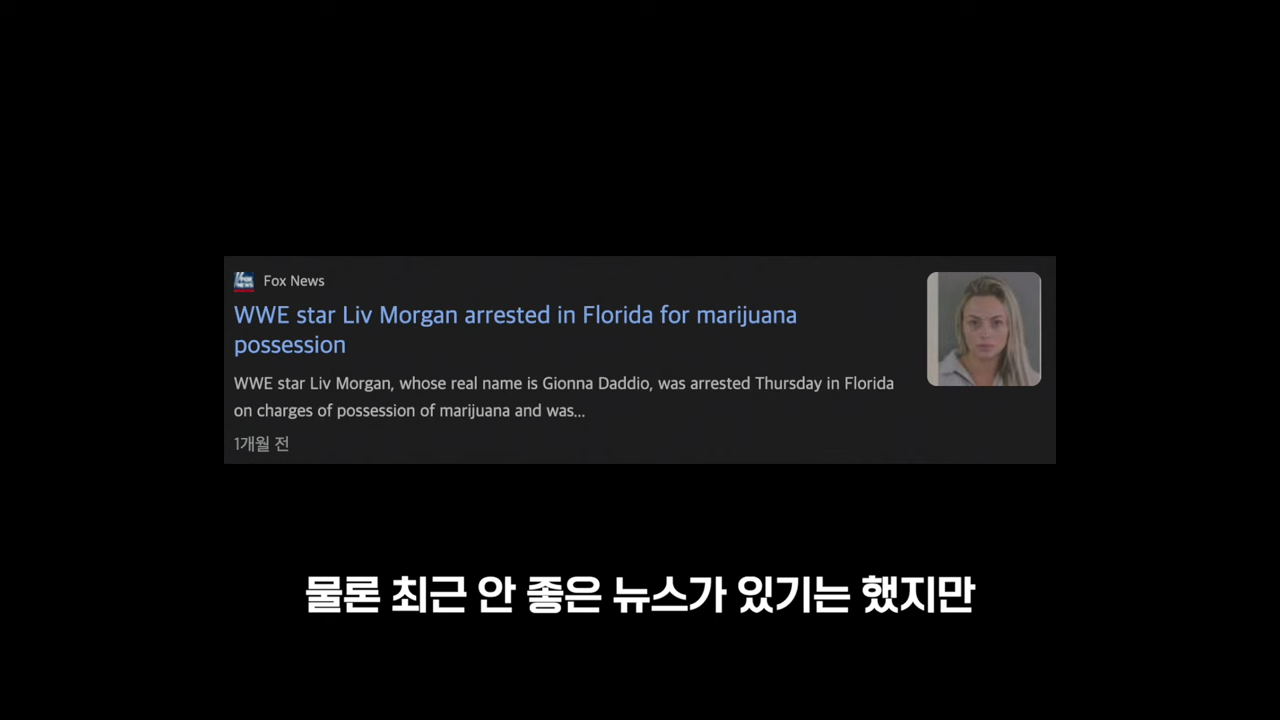 Fox News
WWE star Liv Morgan arrested in Florida for marijuana
possession
WWE star Liv Morgan, whose real name is Gionna Daddio, was arrested Thursday in Florida
on charges of possession of marijuana and was...
1개월 전
물론 최근 안 좋은 뉴스가 있기는 했지만